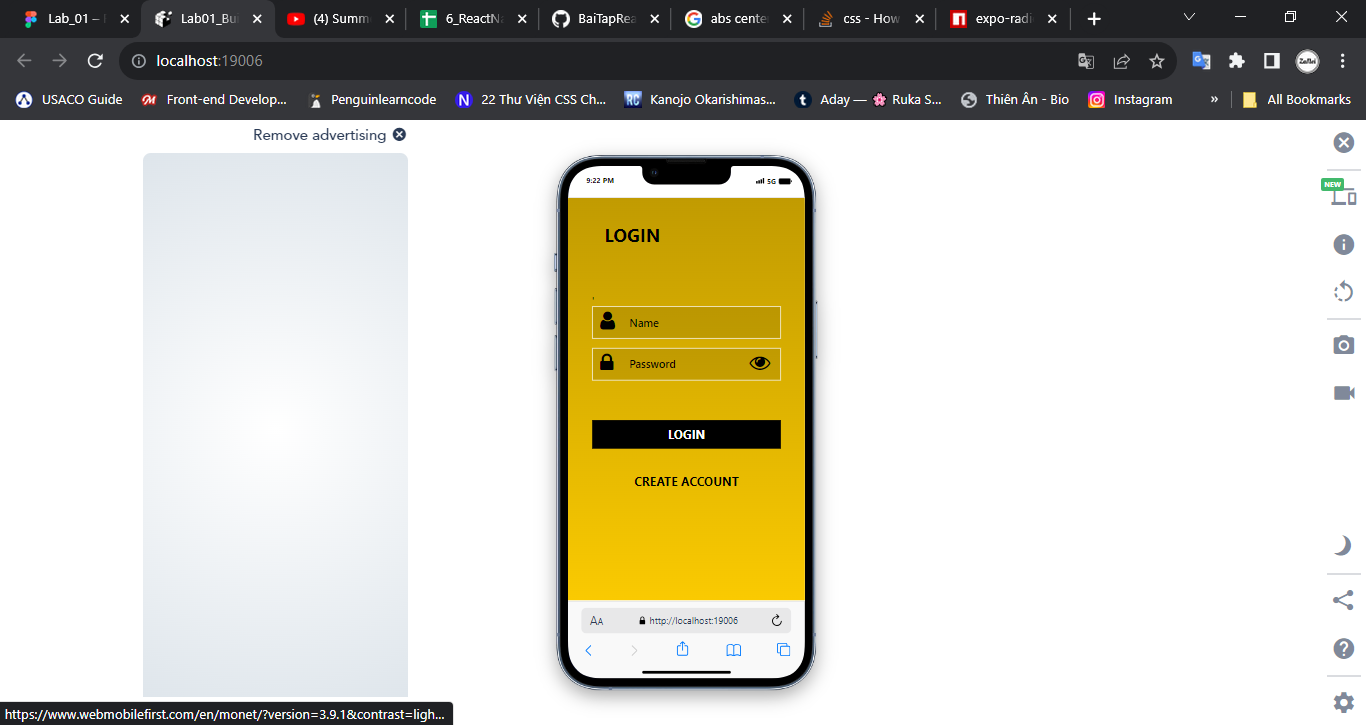 Lab_01 –
Lab01_Bui
(4) Summe
6_ReactNa
BaiTapRea
abs cente
css - How
expo-radi
localhost:19006
USACO Guide
Front-end Develop...
Penguinlearncode
22 Thư Viện CSS Ch...
Kanojo Okarishimas...
Aday — 🌸 Ruka S...
Thiên Ân - Bio
Instagram
»
All Bookmarks
Remove advertising
NEW
9:22 PM
5G
LOGIN
Name
Password
LOGIN
CREATE ACCOUNT
AA
http://localhost:19006
https://www.webmobilefirst.com/en/monet/?version=3.9.1&contrast=ligh...